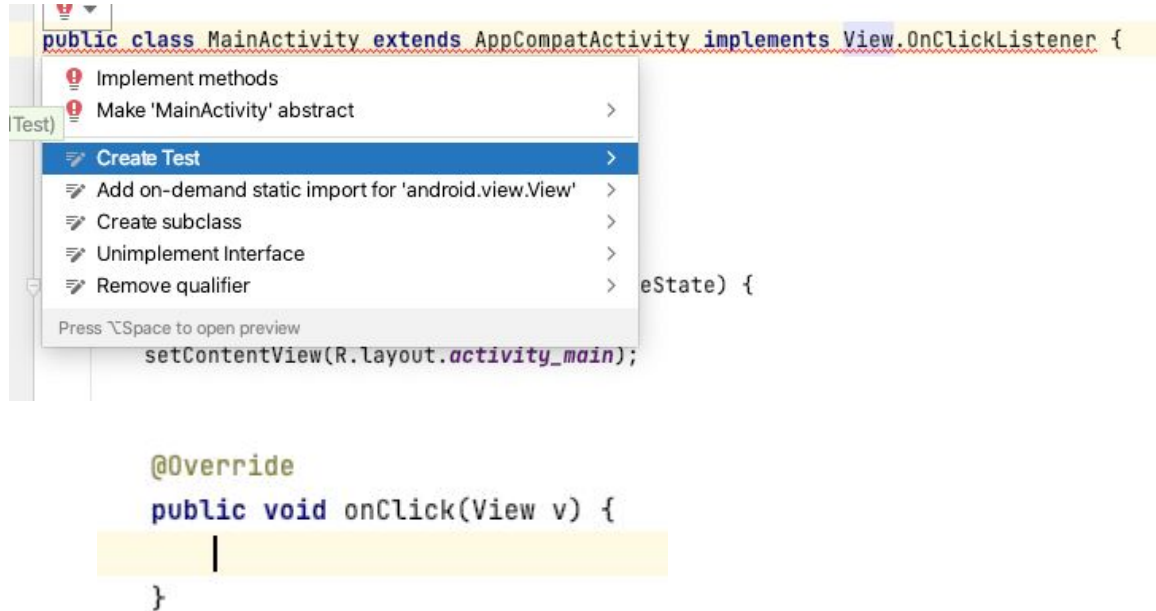 public class MainActivity extends AppCompatActivity implements View.OnClickListener {
Implement methods
Make 'MainActivity' abstract
Test)
Create Test
Add on-demand static import for 'android.view.View'
Create subclass
Unimplement Interface
Remove qualifier
eState) {
Press ⌥Space to open preview
setContentView(R.layout.activity_main);
@Override
public void onClick(View v) {
}